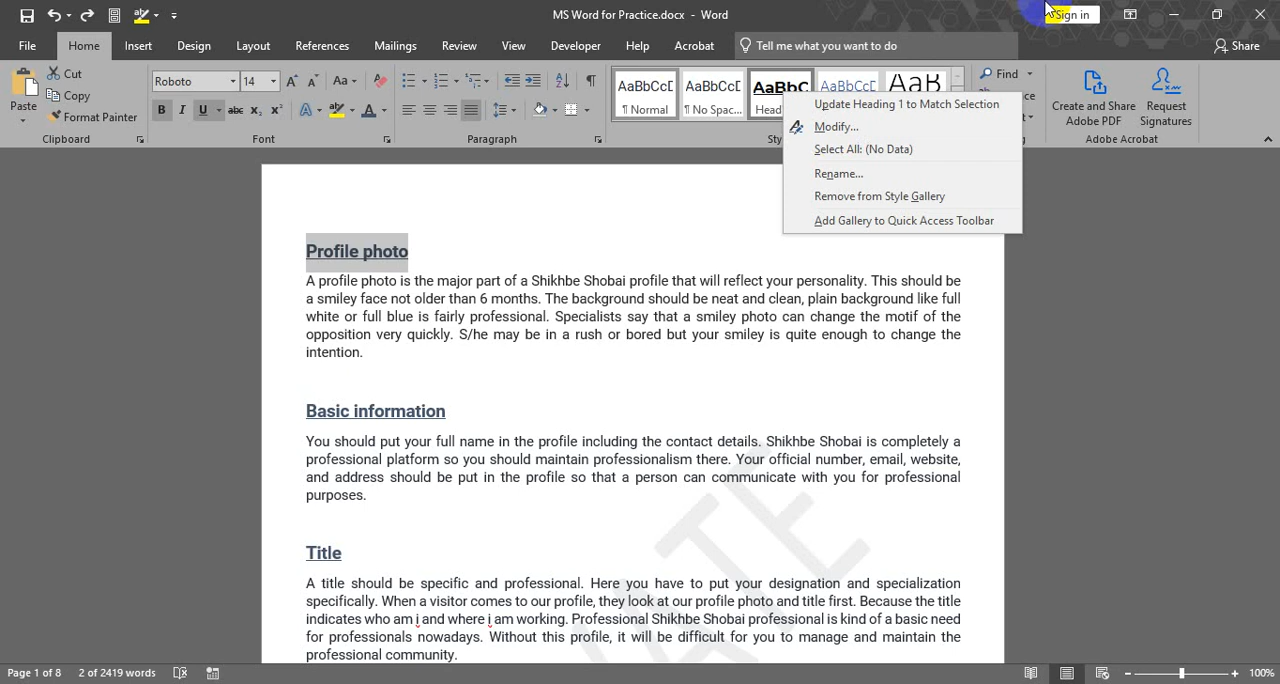 MS Word for Practice.docx - Word
Sign in
File Home Insert Design Layout References Mailings Review View Developer Help Acrobat Tell me what you want to do Share
Paste
Cut
Copy
Format Painter
Clipboard
Roboto 14
Font
Paragraph
AaBbCcD AaBbCcD AaBbC AaBbCcD AaB
¶ Normal ¶ No Spac... Head
Find
Create and Share
Adobe PDF
Request
Signatures
Adobe Acrobat
Update Heading 1 to Match Selection
Modify...
Select All: (No Data)
Rename...
Remove from Style Gallery
Add Gallery to Quick Access Toolbar
Profile photo
A profile photo is the major part of a Shikhbe Shobai profile that will reflect your personality. This should be
a smiley face not older than 6 months. The background should be neat and clean, plain background like full
white or full blue is fairly professional. Specialists say that a smiley photo can change the motif of the
opposition very quickly. S/he may be in a rush or bored but your smiley is quite enough to change the
intention.
Basic information
You should put your full name in the profile including the contact details. Shikhbe Shobai is completely a
professional platform so you should maintain professionalism there. Your official number, email, website,
and address should be put in the profile so that a person can communicate with you for professional
purposes.
Title
A title should be specific and professional. Here you have to put your designation and specialization
specifically. When a visitor comes to our profile, they look at our profile photo and title first. Because the title
indicates who am i and where i am working. Professional Shikhbe Shobai professional is kind of a basic need
for professionals nowadays. Without this profile, it will be difficult for you to manage and maintain the
professional community.
Page 1 of 8 2 of 2419 words 100%